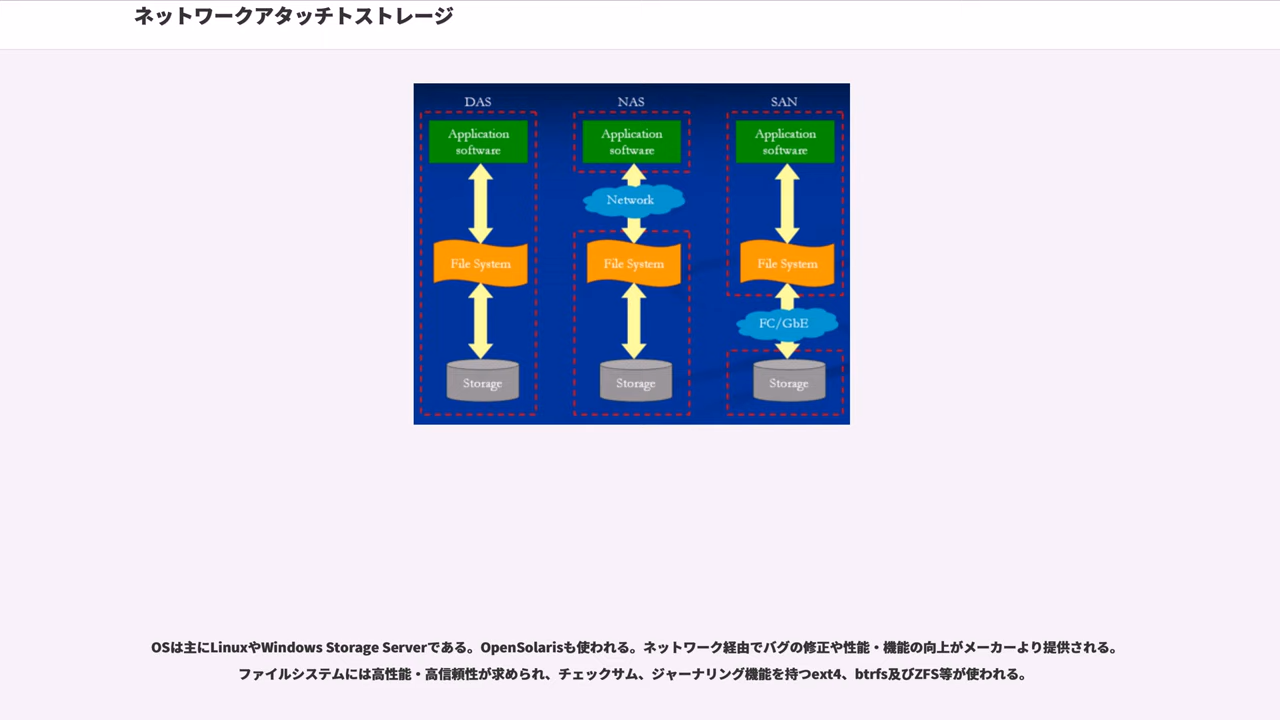 ネットワークアタッチトストレージ
DAS NAS SAN
Application software
Application software
Application software
Network
File System
File System
File System
FC/GbE
Storage
Storage
Storage
OSは主にLinuxやWindows Storage Serverである。OpenSolarisも使われる。ネットワーク経由でバグの修正や性能・機能の向上がメーカーより提供される。
ファイルシステムには高性能・高信頼性が求められ、チェックサム、ジャーナリング機能を持つext4、btrfs及びZFS等が使われる。